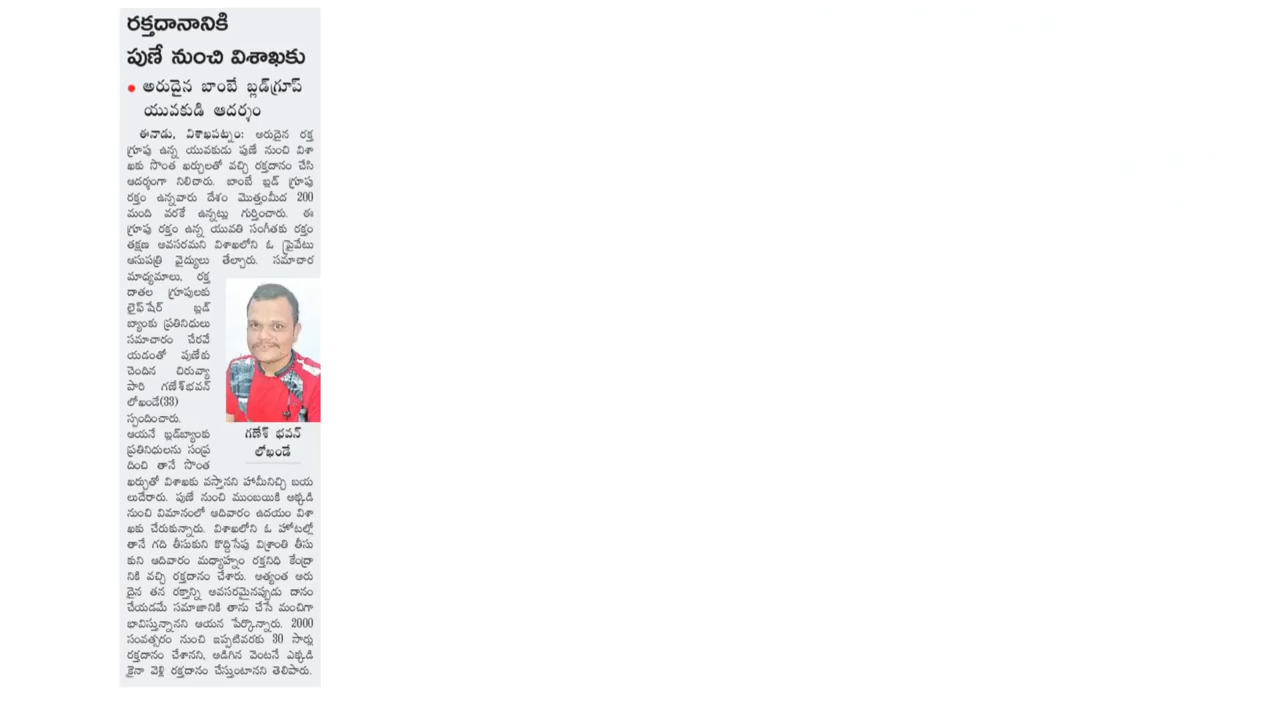 రక్తదానానికి
పుణే నుంచి విశాఖకు
• అరుదైన బాంబే బ్లడ్‌గ్రూప్
యువకుడి ఆదర్శం
ఈనాడు, విశాఖపట్నం: అరుదైన రక్త
గ్రూపు ఉన్న యువకుడు పుణే నుంచి విశా
ఖకు సొంత ఖర్చులతో వచ్చి రక్తదానం చేసి
ఆదర్శంగా నిలిచారు. బాంబే బ్లడ్ గ్రూపు
రక్తం ఉన్నవారు దేశం మొత్తంమీద 200
మంది వరకే ఉన్నట్లు గుర్తించారు. ఈ
గ్రూపు రక్తం ఉన్న యువతి సంగీతకు రక్తం
తక్షణ అవసరమని విశాఖలోని ఓ ప్రైవేటు
ఆసుపత్రి వైద్యులు తేల్చారు. సమాచార
మాధ్యమాలు, రక్త
దాతల గ్రూపులకు
లైఫ్‌షేర్ బ్లడ్
బ్యాంకు ప్రతినిధులు
సమాచారం చేరవే
యడంతో పుణేకు
చెందిన చిరువ్యా
పారి గణేశ్‌భవన్
లోఖండే(33)
స్పందించారు.
ఆయనే బ్లడ్‌బ్యాంకు
ప్రతినిధులను సంప్ర
దించి తానే సొంత
గణేశ్ భవన్
లోఖండే
ఖర్చుతో విశాఖకు వస్తానని హామీనిచ్చి బయ
లుదేరారు. పుణే నుంచి ముంబయికి అక్కడి
నుంచి విమానంలో ఆదివారం ఉదయం విశా
ఖకు చేరుకున్నారు. విశాఖలోని ఓ హోటల్లో
తానే గది తీసుకుని కొద్దిసేపు విశ్రాంతి తీసు
కుని ఆదివారం మధ్యాహ్నం రక్తనిధి కేంద్రా
నికి వచ్చి రక్తదానం చేశారు. అత్యంత అరు
దైన తన రక్తాన్ని అవసరమైనప్పుడు దానం
చేయడమే సమాజానికి తాను చేసే మంచిగా
భావిస్తున్నానని ఆయన పేర్కొన్నారు. 2000
సంవత్సరం నుంచి ఇప్పటివరకు 30 సార్లు
రక్తదానం చేశానని, అడిగిన వెంటనే ఎక్కడి
కైనా వెళ్లి రక్తదానం చేస్తుంటానని తెలిపారు.